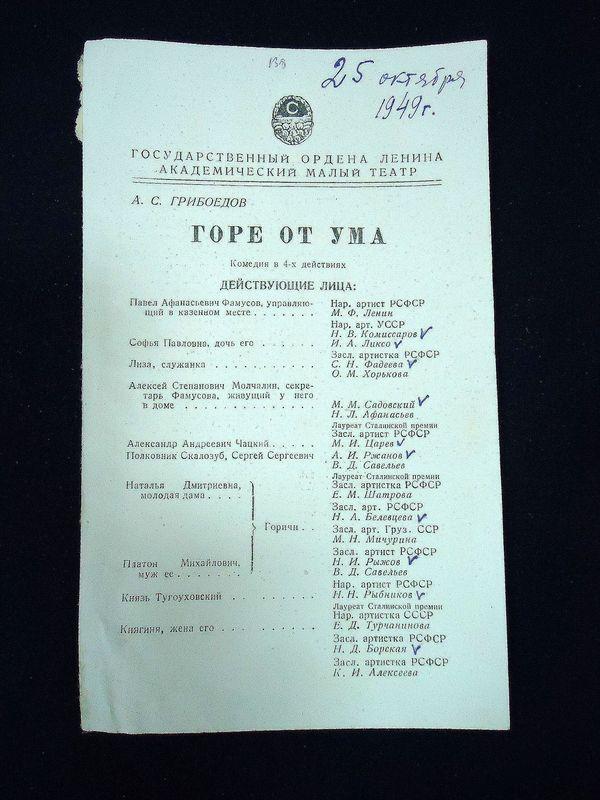 25 октября
1949г.
С
ГОСУДАРСТВЕННЫЙ ОРДЕНА ЛЕНИНА
АКАДЕМИЧЕСКИЙ МАЛЫЙ ТЕАТР
А. С. ГРИБОЕДОВ
ГОРЕ ОТ УМА
Комедия в 4-х действиях
ДЕЙСТВУЮЩИЕ ЛИЦА:
Павел Афанасьевич Фамусов, управляю-
щий в казенном месте . . . . . . .
Нар. артист РСФСР
М. Ф. Ленин
Нар. арт. УССР
Н. В. Комиссаров
Софья Павловна, дочь его . . . . . . И. А. Ликсо
Засл. артистка РСФСР
Лиза, служанка . . . . . . . . . . . С. Н. Фадеева
О. М. Хорькова
Алексей Степанович Молчалин, секре-
тарь Фамусова, живущий у него
в доме . . . . . . . . . . . . . . .
М. М. Садовский
Н. Л. Афанасьев
Лауреат Сталинской премии
Засл. артист РСФСР
Александр Андреевич Чацкий . . . . . М. И. Царев
Полковник Скалозуб, Сергей Сергеевич А. И. Ржанов
В. Д. Савельев
Наталья Дмитриевна,
молодая дама . . . .
Лауреат Сталинской премии
Засл. артистка РСФСР
Е. М. Шатрова
Засл. арт. РСФСР
Н. А. Белевцева
Горичи . .
Засл. арт. Груз. ССР
М. Н. Мичурина
Платон Михайлович,
муж ее . . . . . . .
Засл. артист РСФСР
Н. И. Рыжов
В. Д. Савельев
Нар. артист РСФСР
Князь Тугоуховский . . . . . . . . . Н. Н. Рыбников
Лауреат Сталинской премии
Нар. артистка СССР
Княгиня, жена его . . . . . . . . . . Е. Д. Турчанинова
Засл. артистка РСФСР
Н. Д. Борская
Засл. артистка РСФСР
К. И. Алексеева